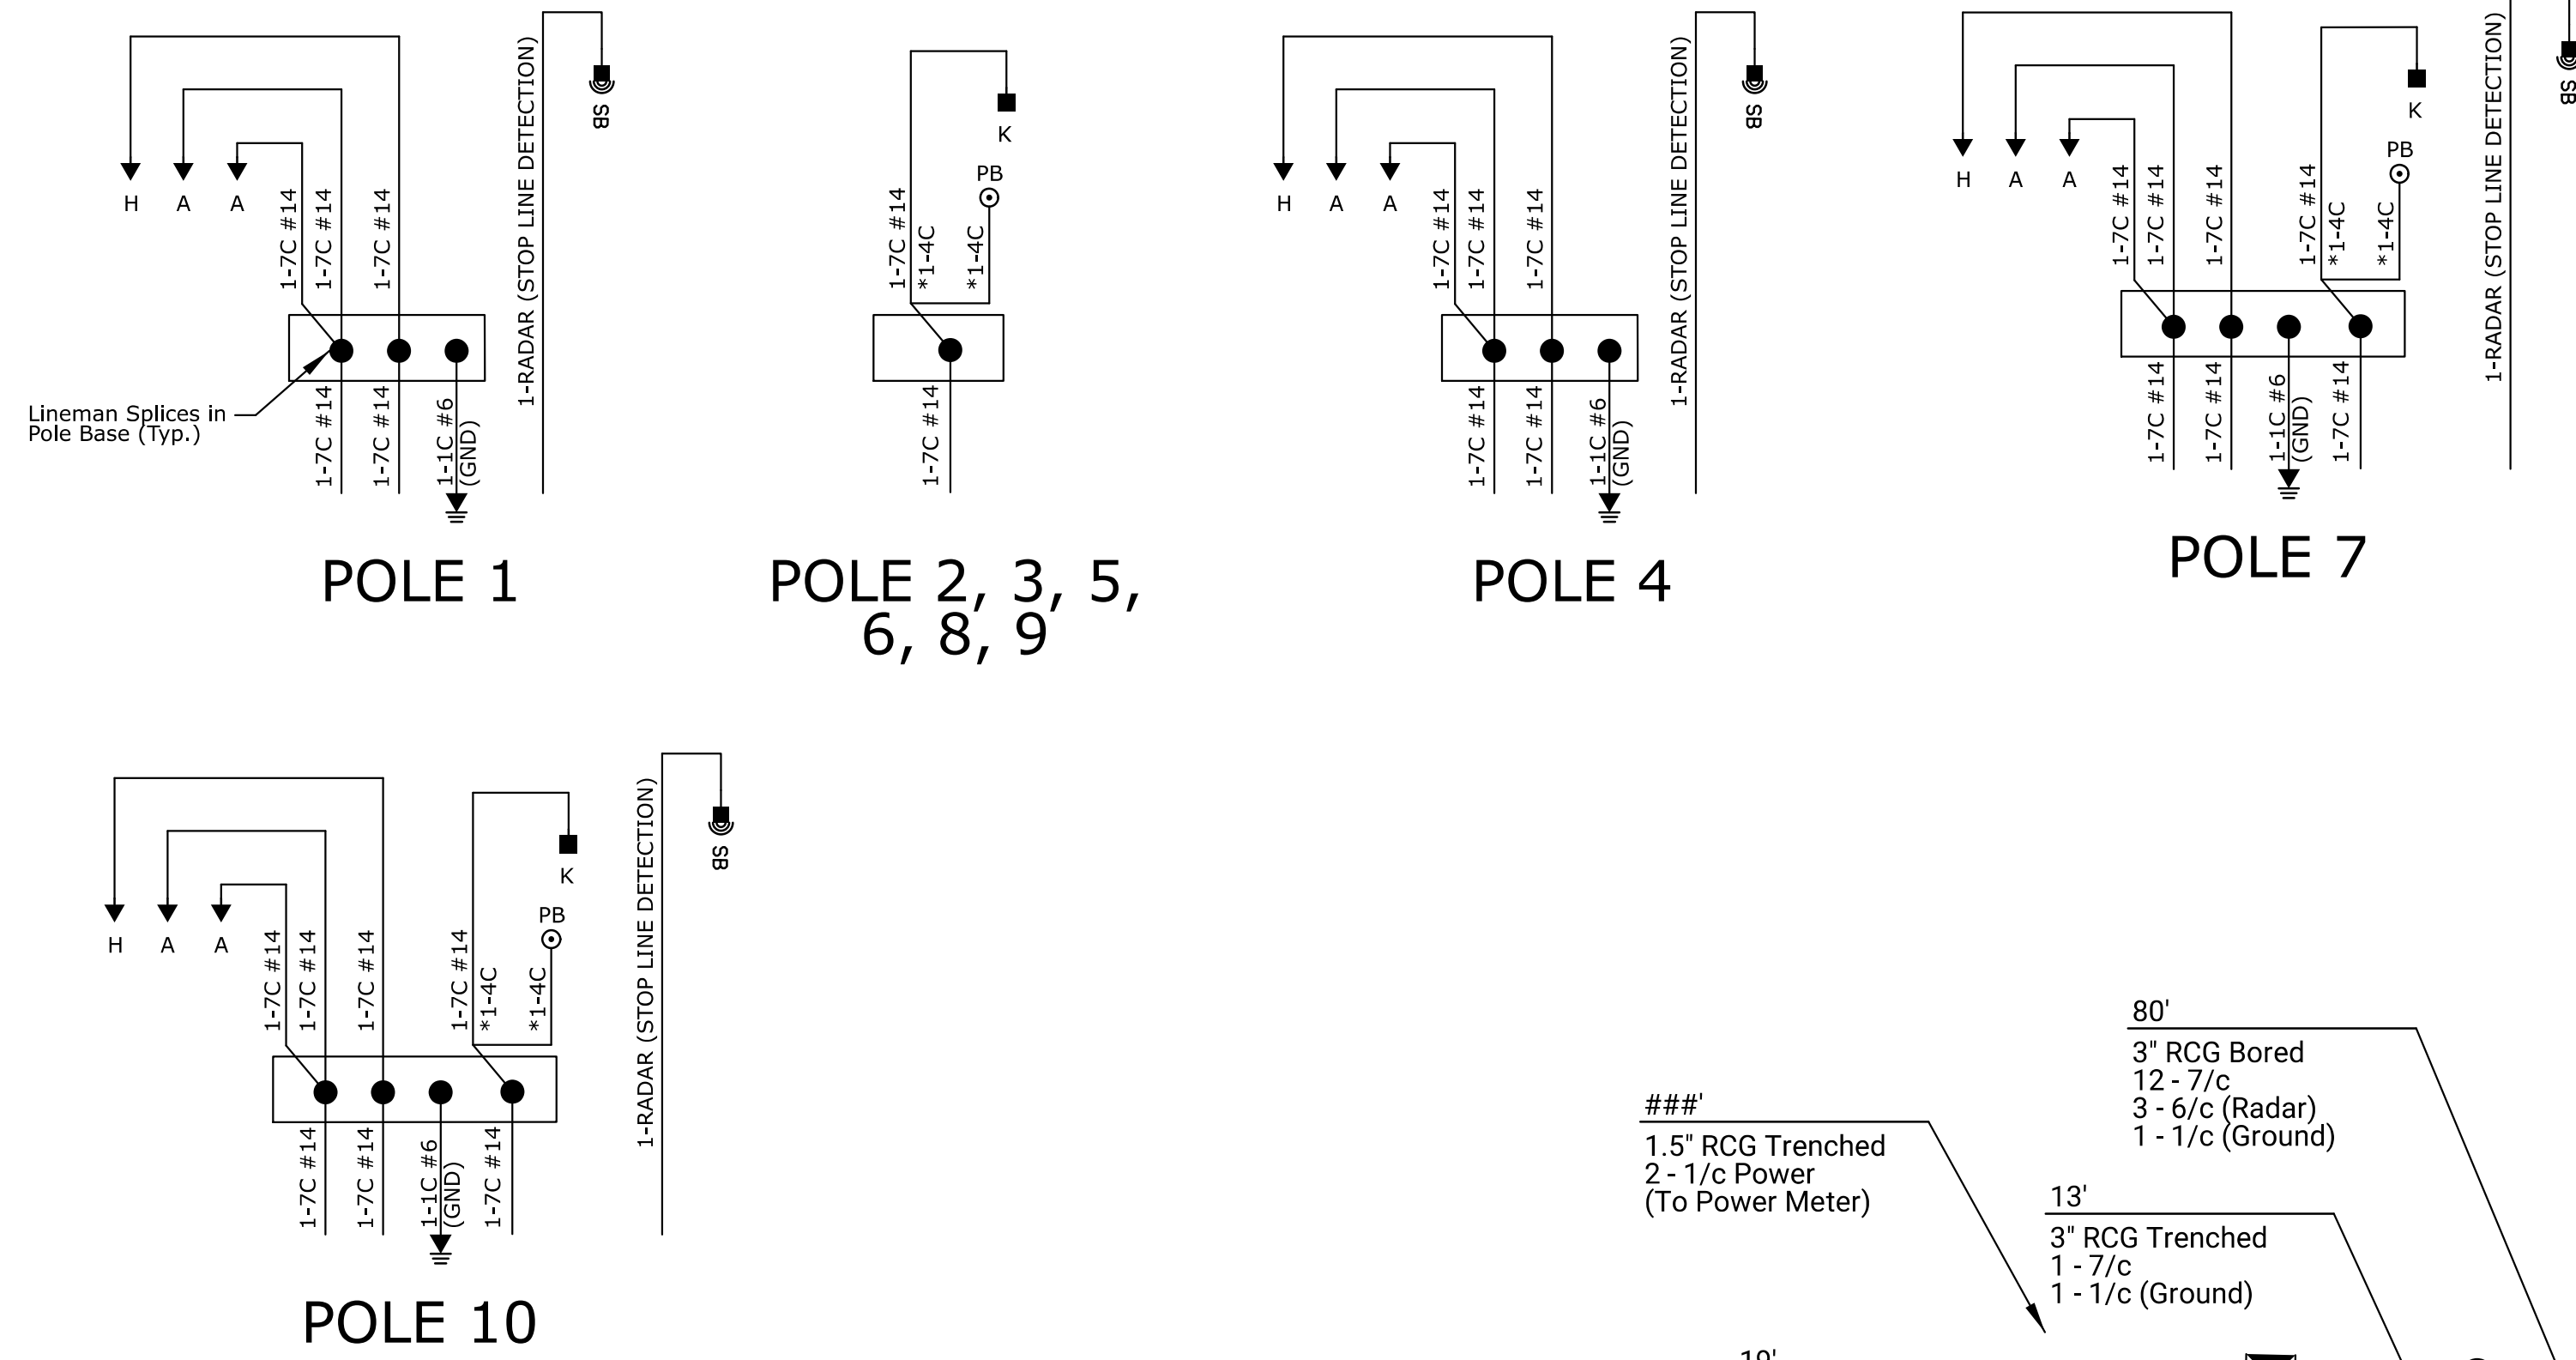 H
A
A
1-7C #14
1-7C #14
1-7C #14
1-RADAR (STOP LINE DETECTION)
SB
Lineman Splices in
Pole Base (Typ.)
1-7C #14
1-7C #14
1-1C #6
(GND)
POLE 1
K
PB
1-7C #14
*1-4C
*1-4C
1-7C #14
POLE 2, 3, 5,
6, 8, 9
H
A
A
1-7C #14
1-7C #14
1-7C #14
1-RADAR (STOP LINE DETECTION)
SB
1-7C #14
1-7C #14
1-1C #6
(GND)
POLE 4
H
A
A
1-7C #14
1-7C #14
1-7C #14
K
PB
1-7C #14
*1-4C
*1-4C
1-RADAR (STOP LINE DETECTION)
SB
1-7C #14
1-7C #14
1-1C #6
(GND)
1-7C #14
POLE 7
H
A
A
1-7C #14
1-7C #14
1-7C #14
K
PB
1-7C #14
*1-4C
*1-4C
1-RADAR (STOP LINE DETECTION)
SB
1-7C #14
1-7C #14
1-1C #6
(GND)
1-7C #14
POLE 10
80'
3" RCG Bored
12 - 7/c
3 - 6/c (Radar)
1 - 1/c (Ground)
###'
1.5" RCG Trenched
2 - 1/c Power
(To Power Meter)
13'
3" RCG Trenched
1 - 7/c
1 - 1/c (Ground)